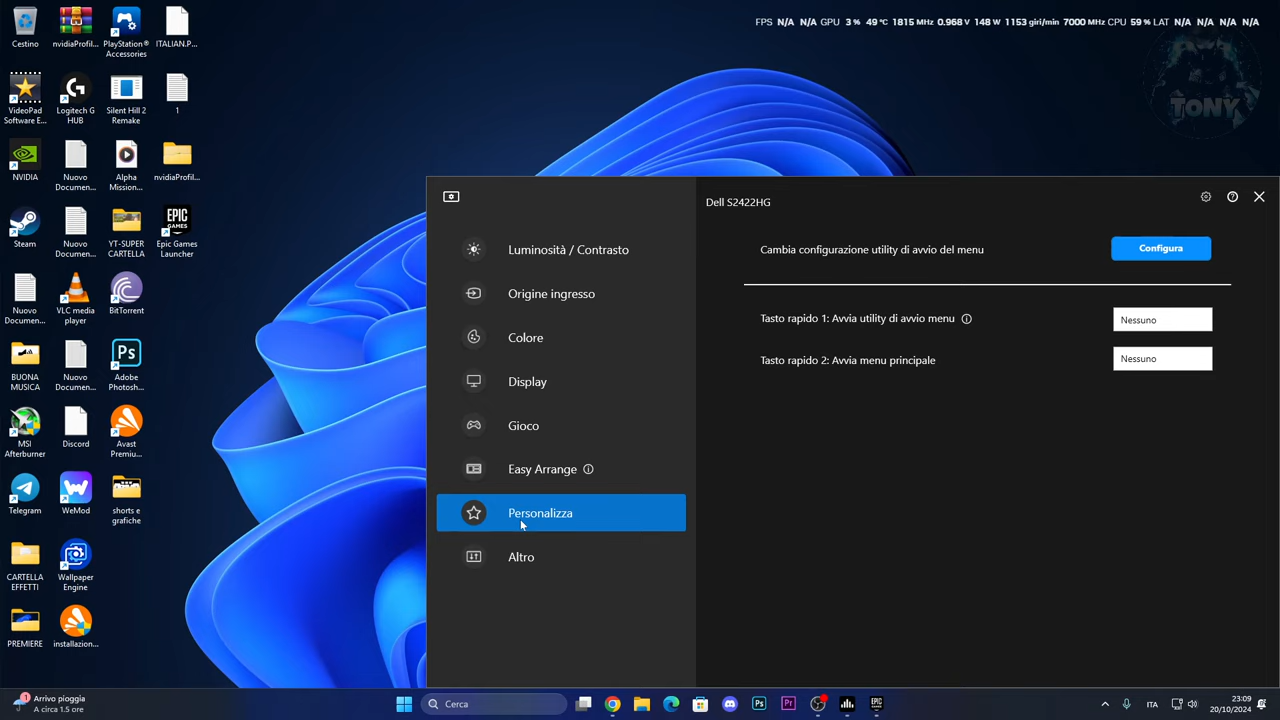 FPS N/A N/A GPU 3 % 49 °C 1815 MHz 0.968 V 148 W 1153 giri/min 7000 MHz CPU 59 % LAT N/A N/A N/A N/A
Cestino
nvidiaProfil...
PlayStation®
Accessories
ITALIAN.P...
TONY
VideoPad
Software E...
Logitech G
HUB
Silent Hill 2
Remake
1
NVIDIA
Nuovo
Documen...
Alpha
Mission...
nvidiaProfil...
Steam
Nuovo
Documen...
YT-SUPER
CARTELLA
Epic Games
Launcher
Nuovo
Documen...
VLC media
player
BitTorrent
BUONA
MUSICA
Nuovo
Documen...
Adobe
Photosh...
MSI
Afterburner
Discord
Avast
Premiu...
Telegram
WeMod
shorts e
grafiche
CARTELLA
EFFETTI
Wallpaper
Engine
PREMIERE
installazion...
Luminosità / Contrasto
Origine ingresso
Colore
Display
Gioco
Easy Arrange
Personalizza
Altro
Dell S2422HG
Cambia configurazione utility di avvio del menu
Configura
Tasto rapido 1: Avvia utility di avvio menu
Nessuno
Tasto rapido 2: Avvia menu principale
Nessuno
1
Arrivo pioggia
A circa 1.5 ore
Cerca
ITA
23:09
20/10/2024